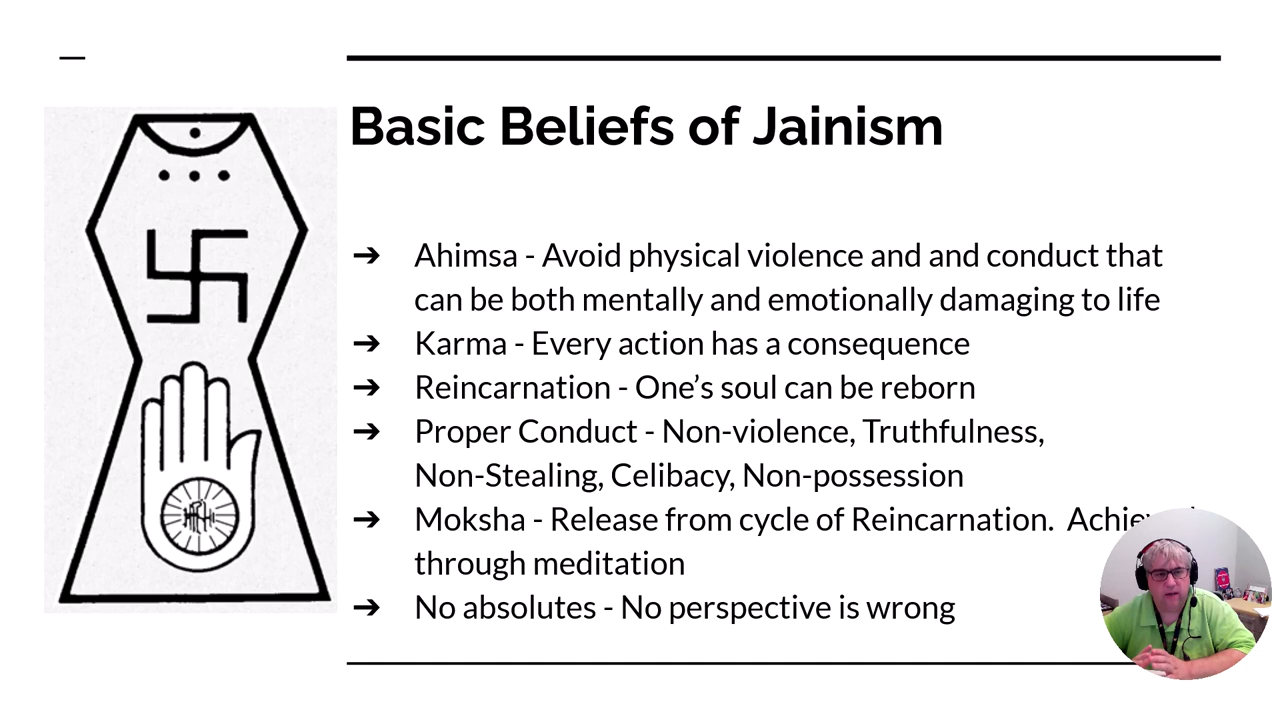 Basic Beliefs of Jainism
➔ Ahimsa - Avoid physical violence and and conduct that
can be both mentally and emotionally damaging to life
➔ Karma - Every action has a consequence
➔ Reincarnation - One’s soul can be reborn
➔ Proper Conduct - Non-violence, Truthfulness,
Non-Stealing, Celibacy, Non-possession
➔ Moksha - Release from cycle of Reincarnation.
through meditation
➔ No absolutes - No perspective is wrong